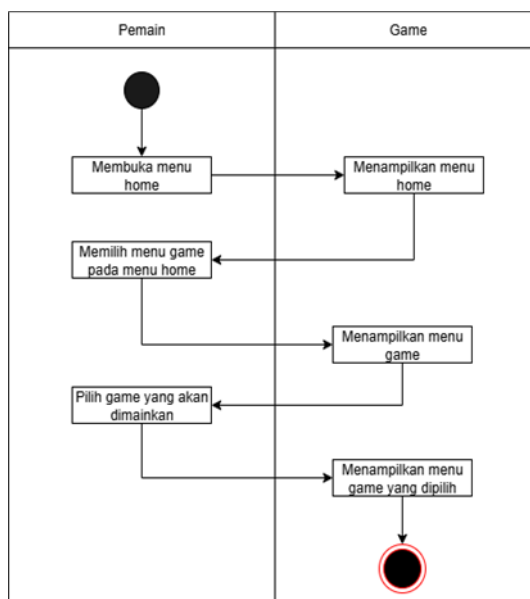 Pemain
Game
Membuka menu
home
Menampilkan menu
home
Memilih menu game
pada menu home
Menampilkan menu
game
Pilih game yang akan
dimainkan
Menampilkan menu
game yang dipilih